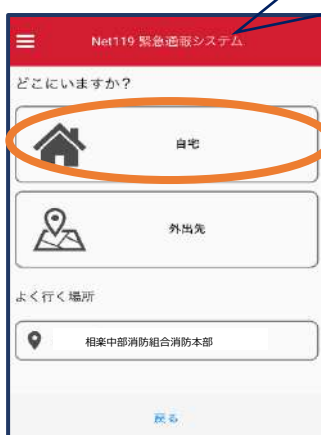 Net119 緊急通報システム
どこにいますか？
自宅
外出先
よく行く場所
相楽中部消防組合消防本部
戻る